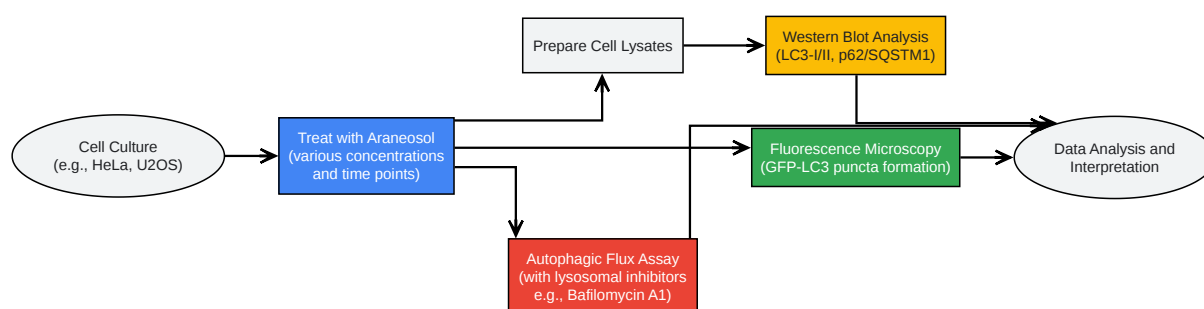 Cell Culture
(e.g., HeLa, U2OS)
Treat with Araneosol
(various concentrations
and time points)
Prepare Cell Lysates
Western Blot Analysis
(LC3-I/II, p62/SQSTM1)
Fluorescence Microscopy
(GFP-LC3 puncta formation)
Autophagic Flux Assay
(with lysosomal inhibitors
e.g., Bafilomycin A1)
Data Analysis and
Interpretation